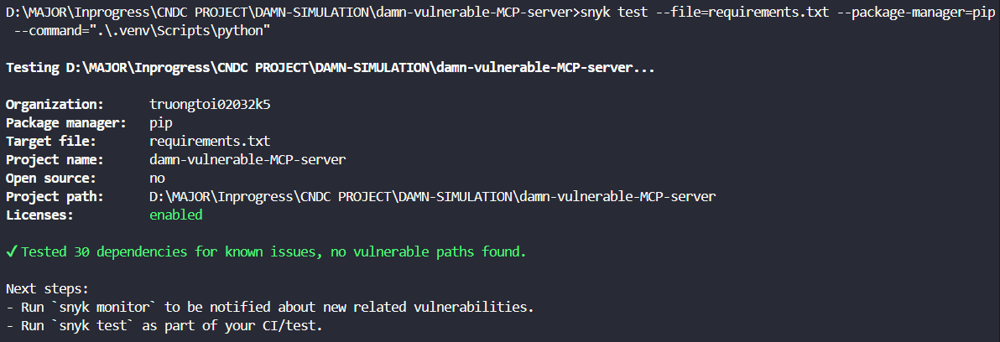 D:\MAJOR\Inprogress\CNDC PROJECT\DAMN-SIMULATION\damn-vulnerable-MCP-server>snyk test --file=requirements.txt --package-manager=pip
--command=".\.venv\Scripts\python"
Testing D:\MAJOR\Inprogress\CNDC PROJECT\DAMN-SIMULATION\damn-vulnerable-MCP-server...
Organization: truongtoi02032k5
Package manager: pip
Target file: requirements.txt
Project name: damn-vulnerable-MCP-server
Open source: no
Project path: D:\MAJOR\Inprogress\CNDC PROJECT\DAMN-SIMULATION\damn-vulnerable-MCP-server
Licenses: enabled
✓ Tested 30 dependencies for known issues, no vulnerable paths found.
Next steps:
- Run `snyk monitor` to be notified about new related vulnerabilities.
- Run `snyk test` as part of your CI/test.